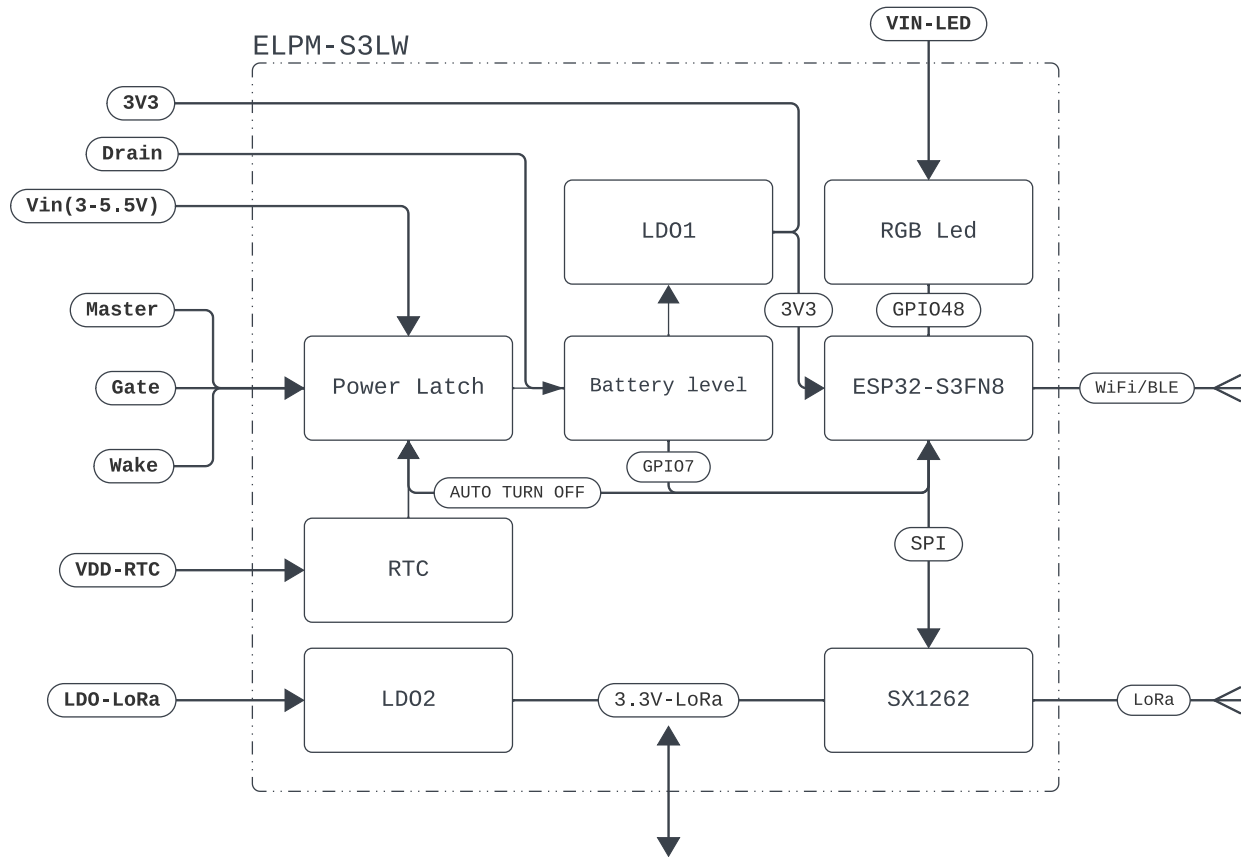 VIN-LED
ELPM-S3LW
3V3
Drain
Vin(3-5.5V)
LDO1
RGB Led
Master
3V3
GPIO48
Gate
Power Latch
Battery level
ESP32-S3FN8
WiFi/BLE
Wake
GPIO7
AUTO TURN OFF
SPI
VDD-RTC
RTC
LDO-LoRa
LDO2
3.3V-LoRa
SX1262
LoRa